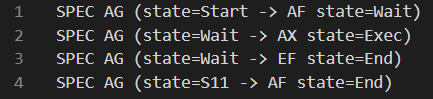 1 SPEC AG (state=Start -> AF state=Wait)
2 SPEC AG (state=Wait -> AX state=Exec)
3 SPEC AG (state=Wait -> EF state=End)
4 SPEC AG (state=S11 -> AF state=End)